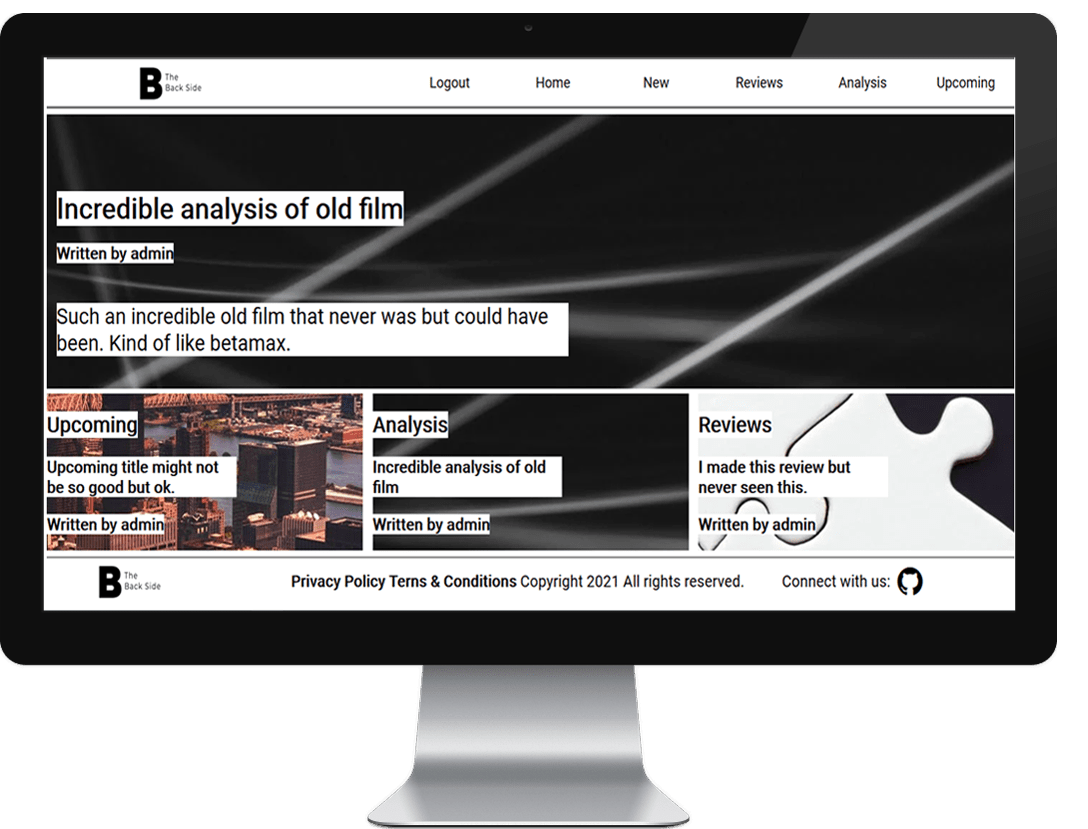 B The
Back Side
Logout Home New Reviews Analysis Upcoming
Incredible analysis of old film
Written by admin
Such an incredible old film that never was but could have
been. Kind of like betamax.
Upcoming
Upcoming title might not
be so good but ok.
Written by admin
Analysis
Incredible analysis of old
film
Written by admin
Reviews
I made this review but
never seen this.
Written by admin
B The
Back Side
Privacy Policy Terns & Conditions Copyright 2021 All rights reserved. Connect with us: